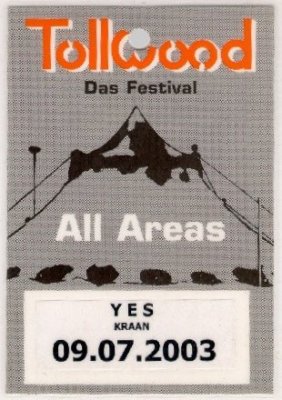 Tollwood
Das Festival
All Areas
YES
KRAAN
09.07.2003